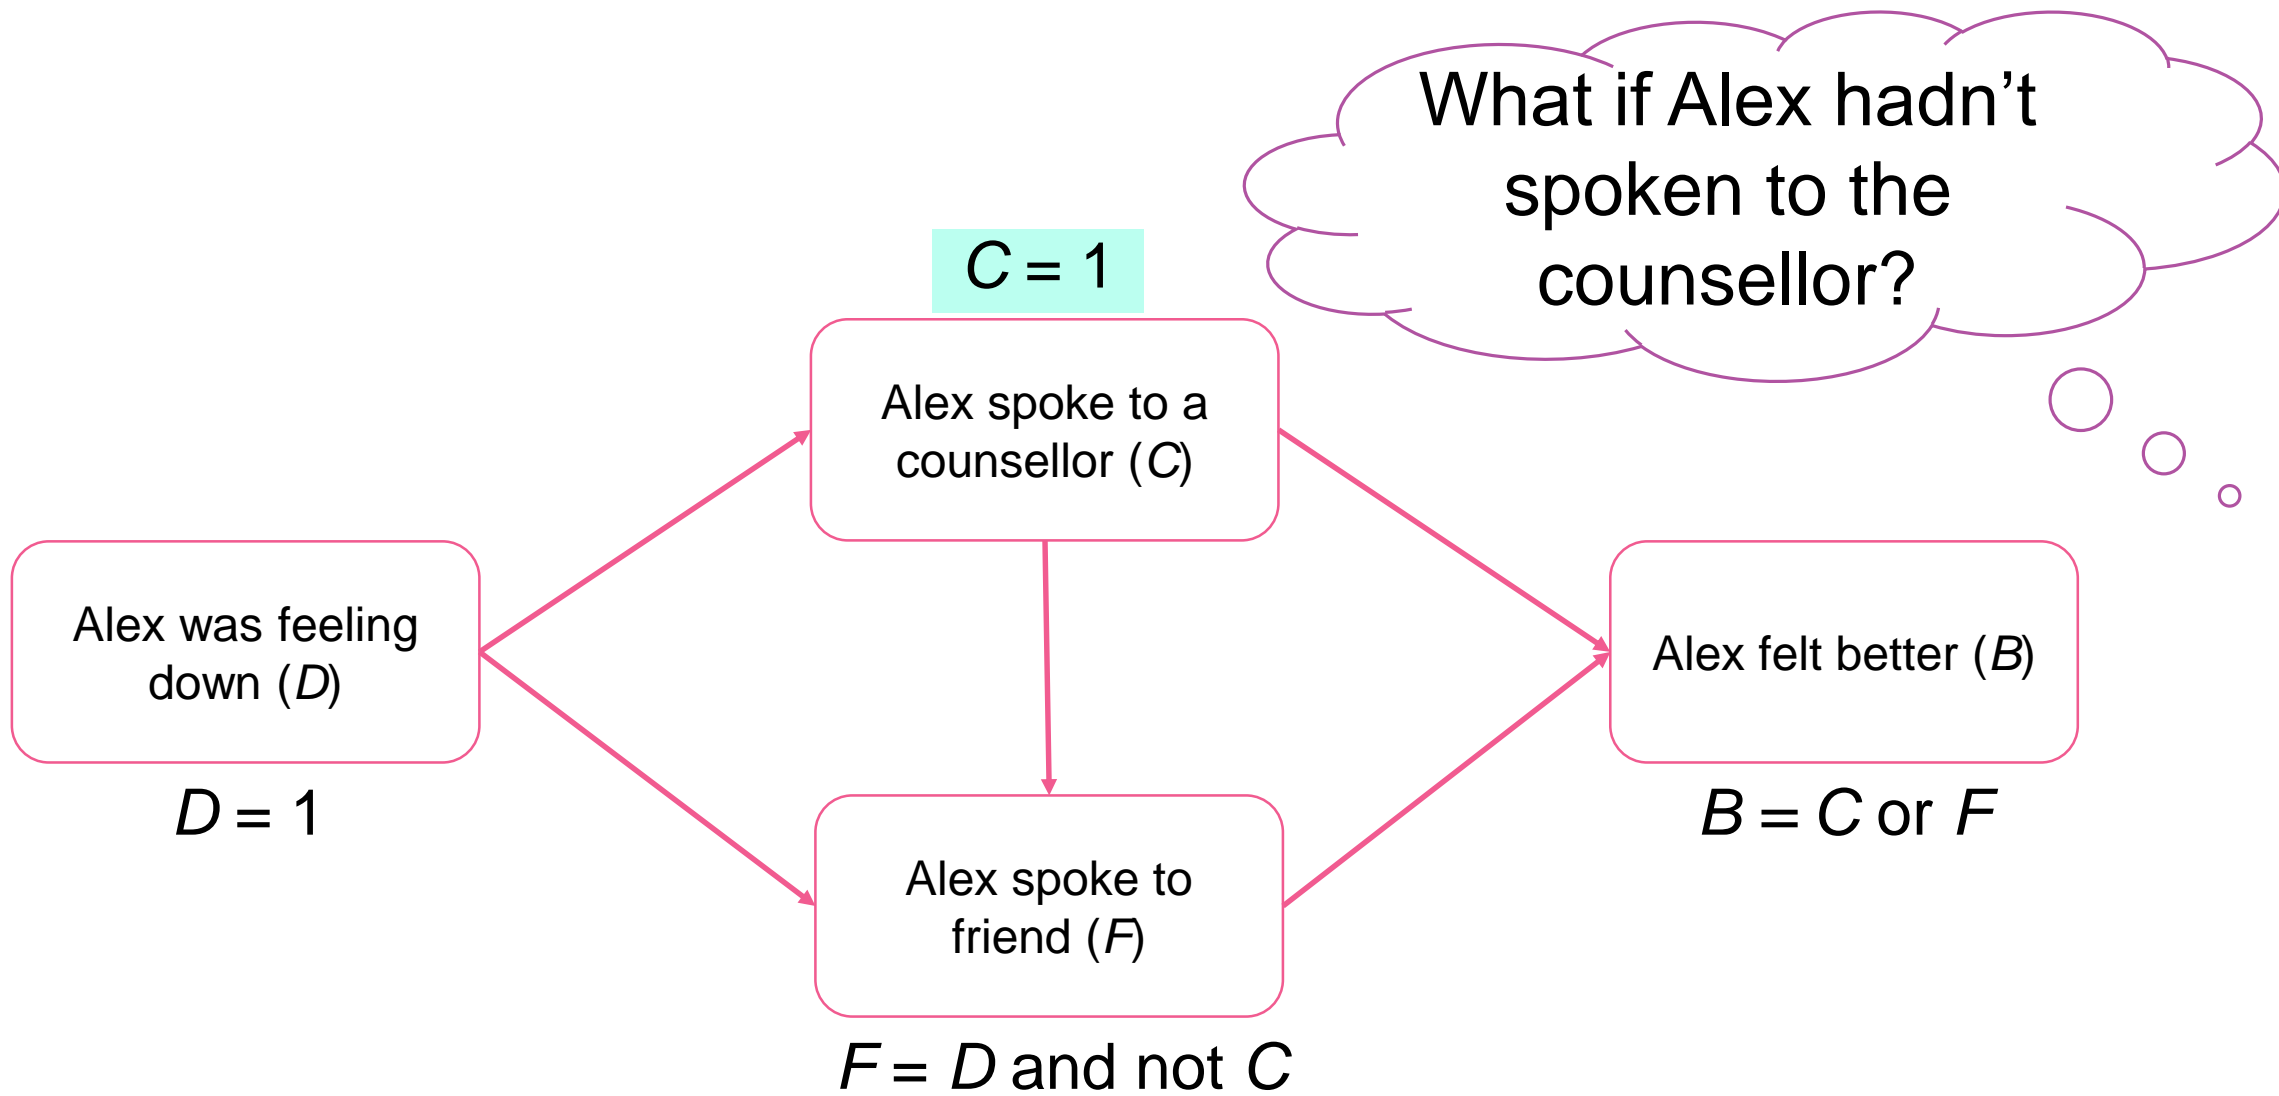 What if Alex hadn’t
spoken to the
counsellor?
C = 1
Alex spoke to a
counsellor (C)
Alex was feeling
down (D)
D = 1
Alex felt better (B)
B = C or F
Alex spoke to
friend (F)
F = D and not C